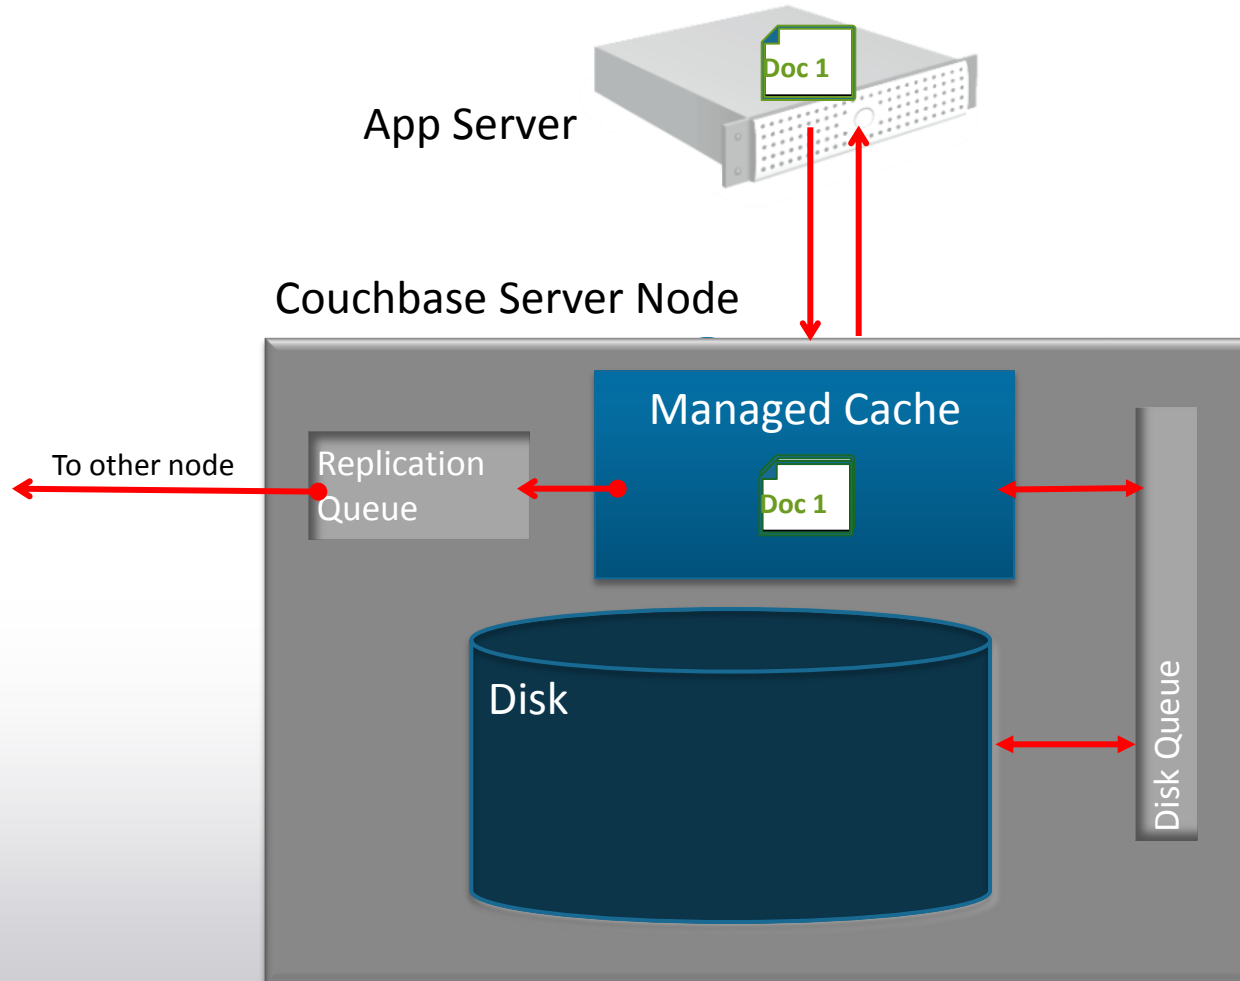 Doc 1
App Server
Couchbase Server Node
Managed Cache
To other node
Replication
Queue
Doc 1
Disk
Disk Queue